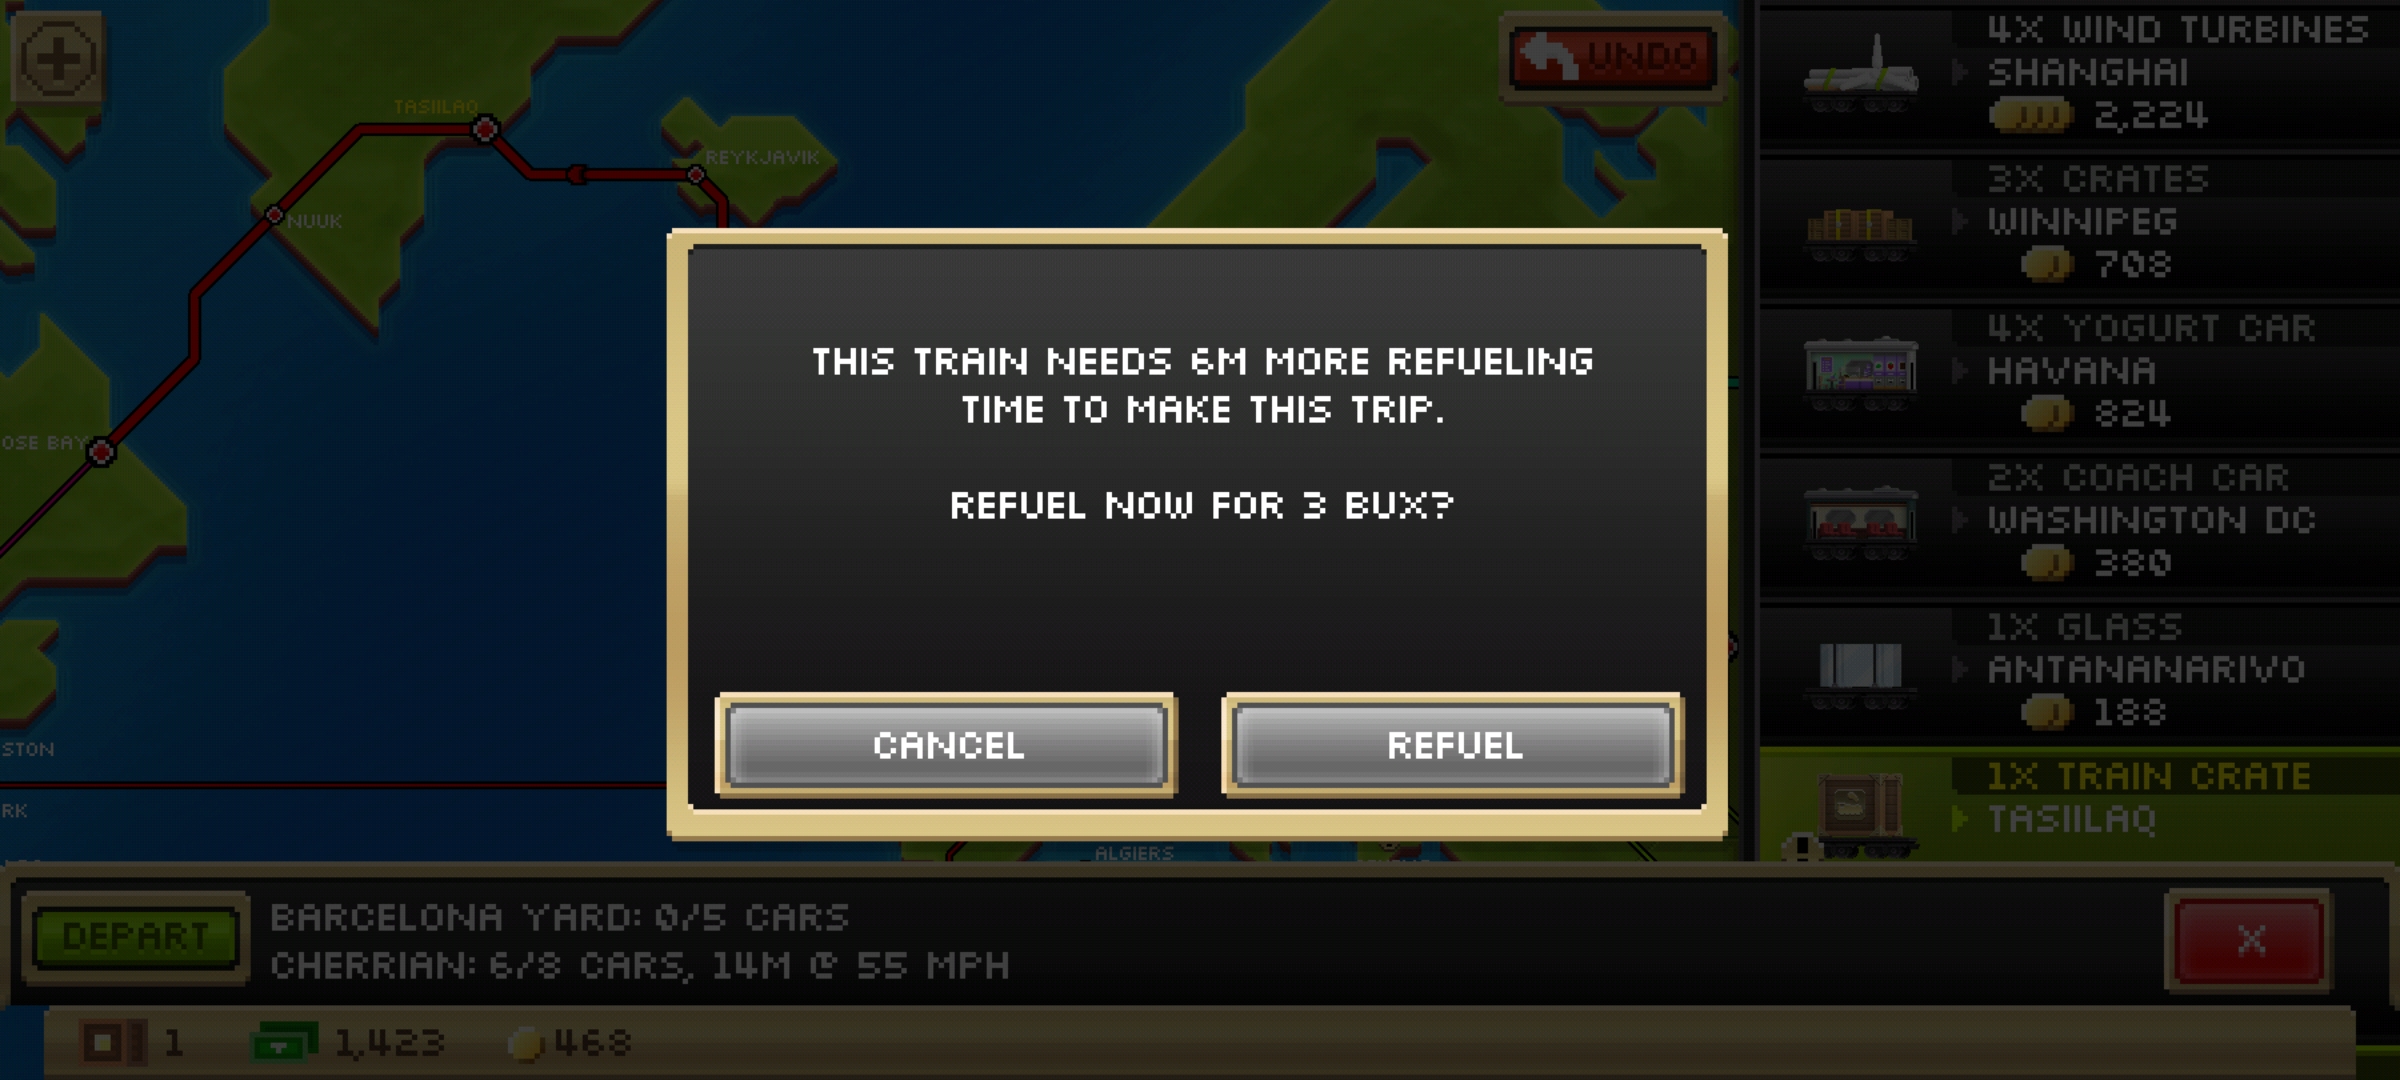 UNDO
TASIILAQ
REYKJAVIK
NUUK
OSE BAY
STON
RK
ALGIERS
4X WIND TURBINES
SHANGHAI
2,224
3X CRATES
WINNIPEG
708
4X YOGURT CAR
HAVANA
824
2X COACH CAR
WASHINGTON DC
380
1X GLASS
ANTANANARIVO
188
1X TRAIN CRATE
TASIILAQ
THIS TRAIN NEEDS 6M MORE REFUELING
TIME TO MAKE THIS TRIP.
REFUEL NOW FOR 3 BUX?
CANCEL
REFUEL
DEPART
BARCELONA YARD: 0/5 CARS
CHERRIAN: 6/8 CARS, 14M @ 55 MPH
X
1
1,423
468